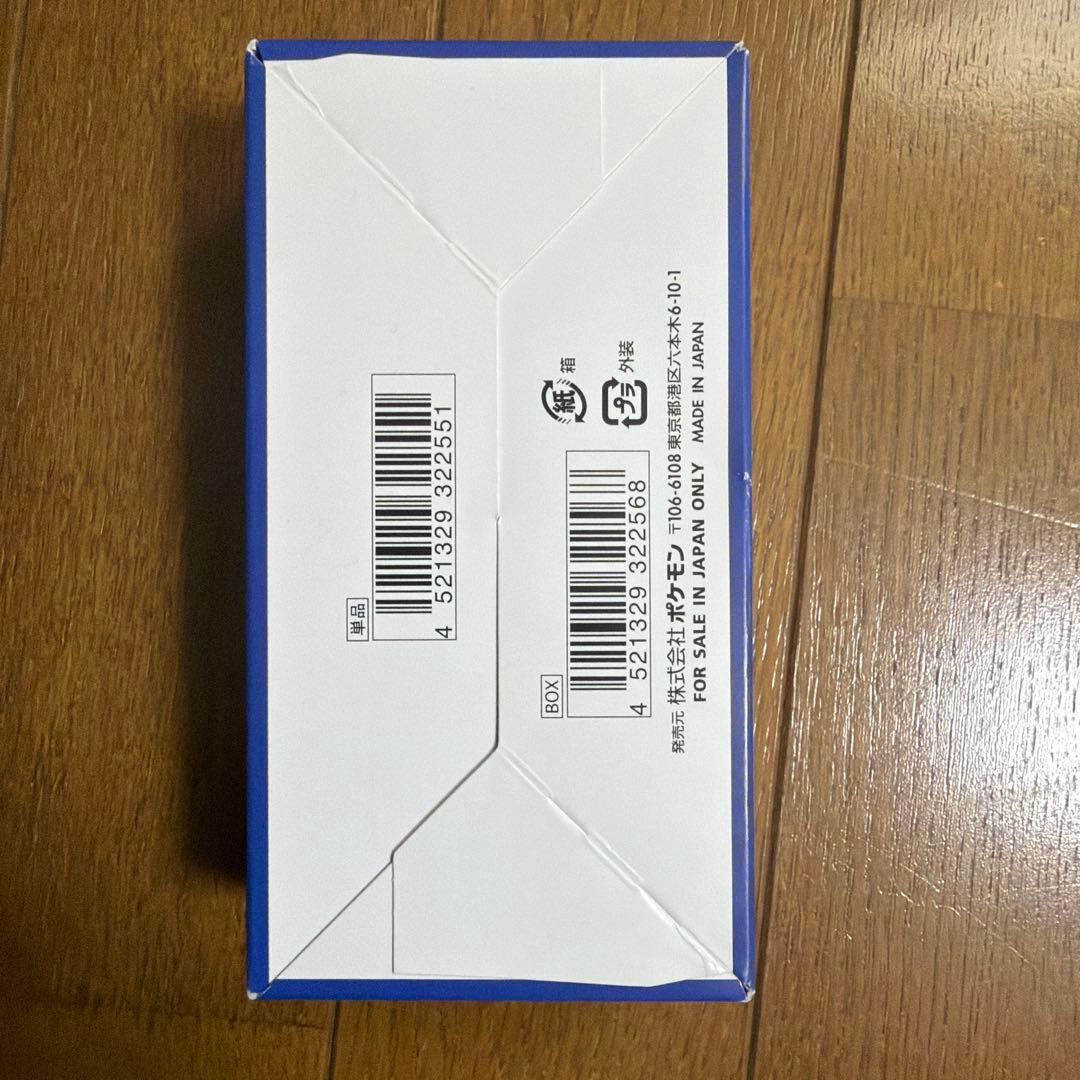 単品
4 521329 322551
紙 箱
プラ 外装
BOX
4 521329 322568
発売元 株式会社 ポケモン 〒106-6108 東京都港区六本木6-10-1
FOR SALE IN JAPAN ONLY MADE IN JAPAN